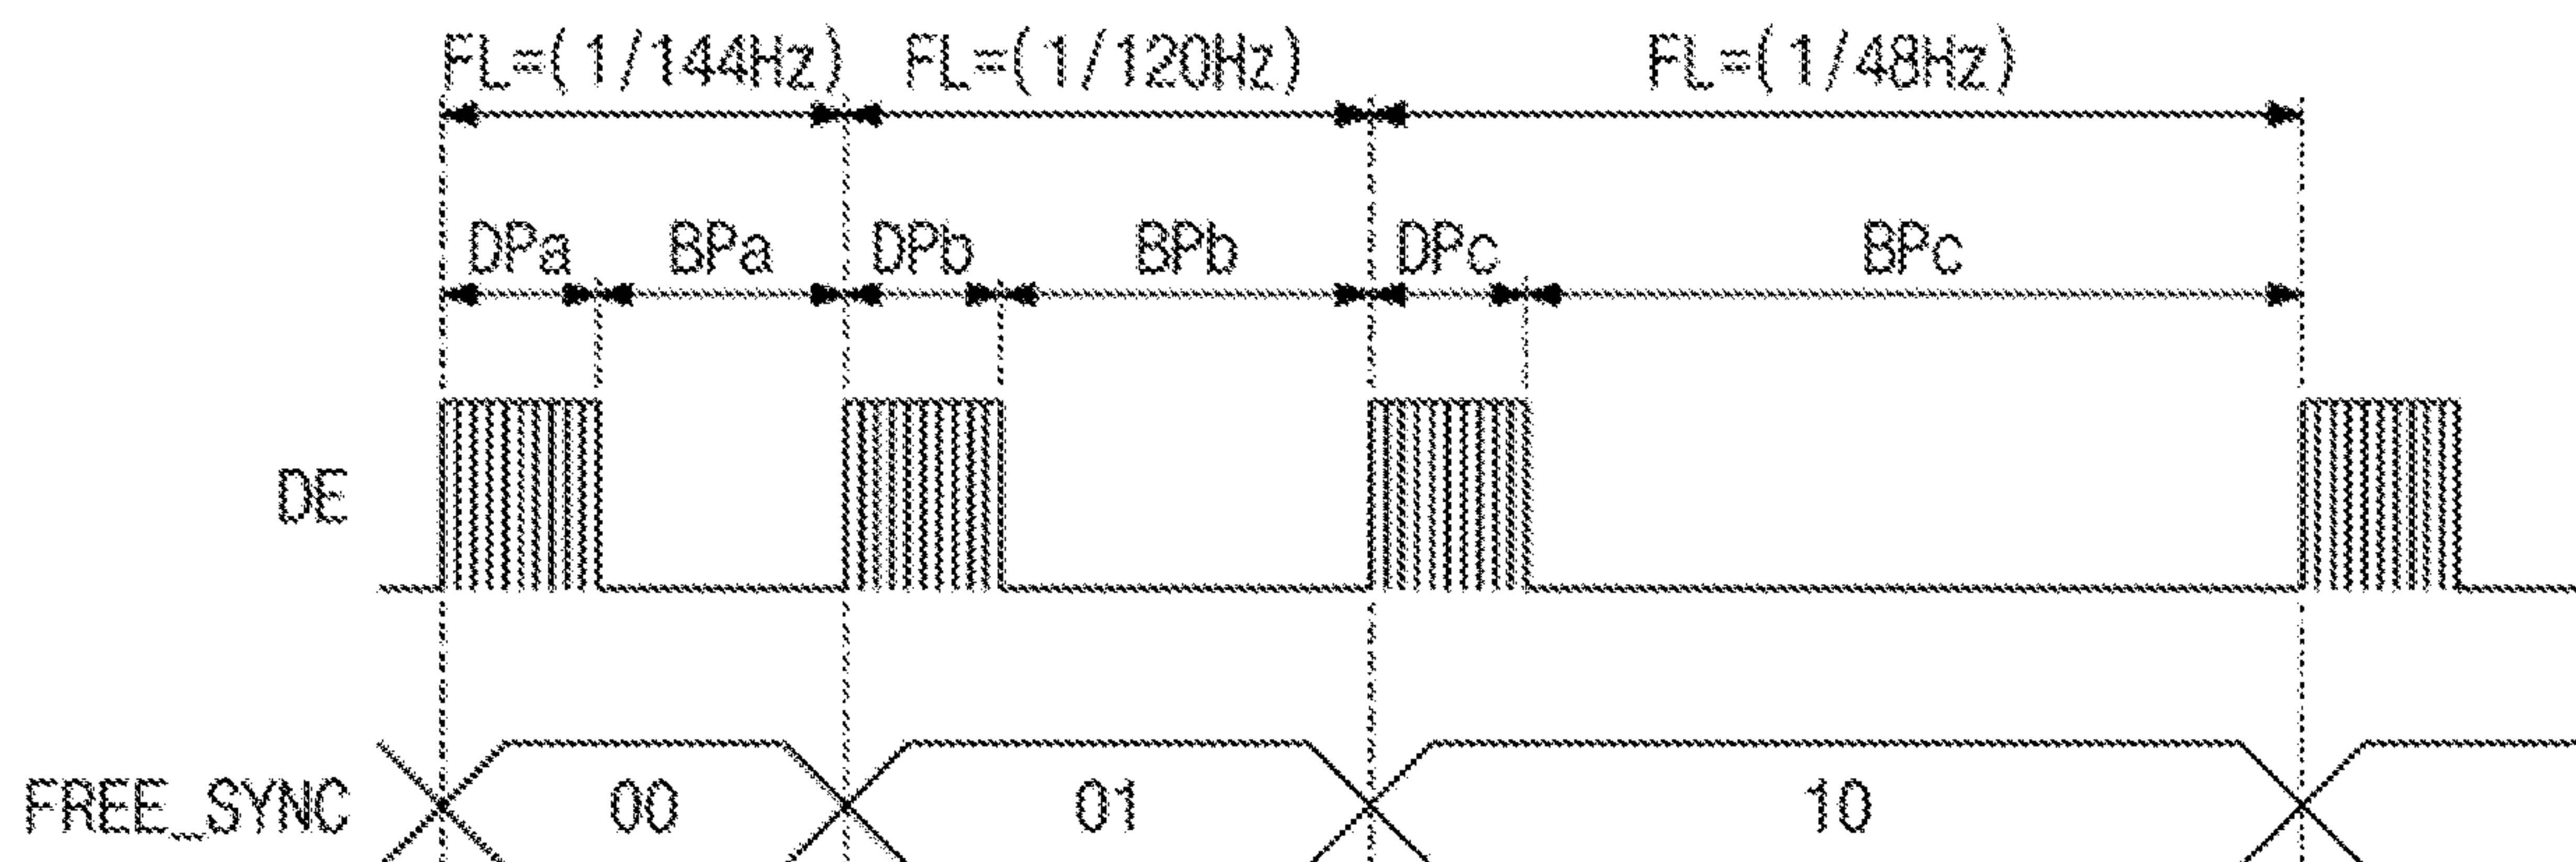 FL=(1/144Hz) FL=(1/120Hz) FL=(1/48Hz)
DPa BPa DPb BPb DPc BPc
DE
FREE_SYNC 00 01 10